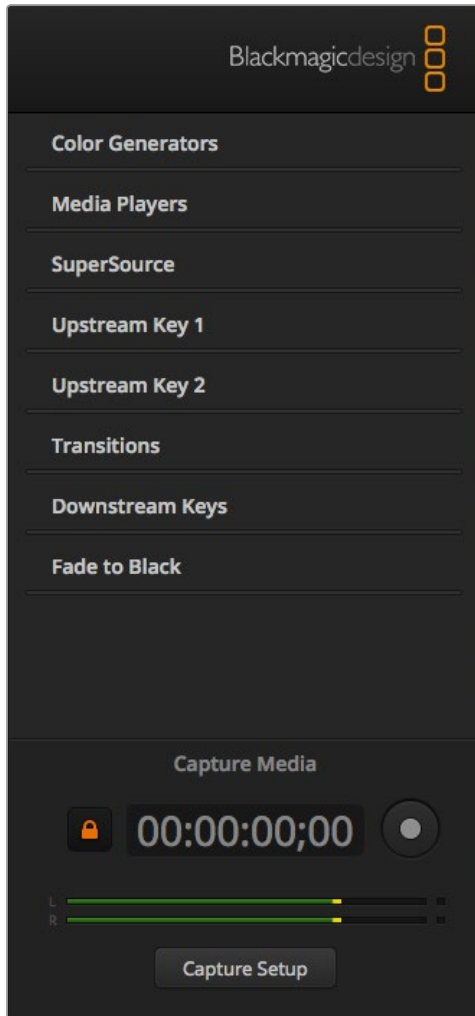 Blackmagicdesign
Color Generators
Media Players
SuperSource
Upstream Key 1
Upstream Key 2
Transitions
Downstream Keys
Fade to Black
Capture Media
00:00:00;00
L
R
Capture Setup